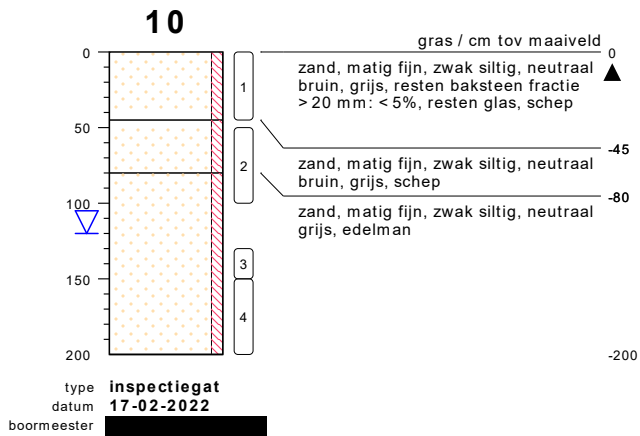 10
gras / cm tov maaiveld
0
0
zand, matig fijn, zwak siltig, neutraal
bruin, grijs, resten baksteen fractie
> 20 mm: < 5%, resten glas, schep
1
50
-45
zand, matig fijn, zwak siltig, neutraal
bruin, grijs, schep
2
-80
100
zand, matig fijn, zwak siltig, neutraal
grijs, edelman
3
150
4
200
-200
type inspectiegat
datum 17-02-2022
boormeester